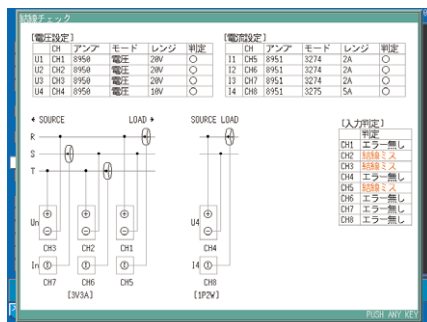 結線チェック
[電圧設定]
CH アンプ モード レンジ 判定
U1 CH1 8950 電圧 20V ○
U2 CH2 8950 電圧 20V ○
U3 CH3 8950 電圧 20V ○
U4 CH4 8950 電圧 10V ○
[電流設定]
CH アンプ モード レンジ 判定
I1 CH5 8951 3274 2A ○
I2 CH6 8951 3274 2A ○
I3 CH7 8951 3274 2A ○
I4 CH8 8951 3275 5A ○
SOURCE LOAD
R
S
T
Un
CH3 CH2 CH1
In
CH7 CH6 CH5
[3V3A]
SOURCE LOAD
U4
CH4
I4
CH8
[1P2W]
[入力判定]
判定
CH1 エラー無し
CH2 結線ミス
CH3 結線ミス
CH4 エラー無し
CH5 結線ミス
CH6 エラー無し
CH7 エラー無し
CH8 エラー無し
PUSH ANY KEY